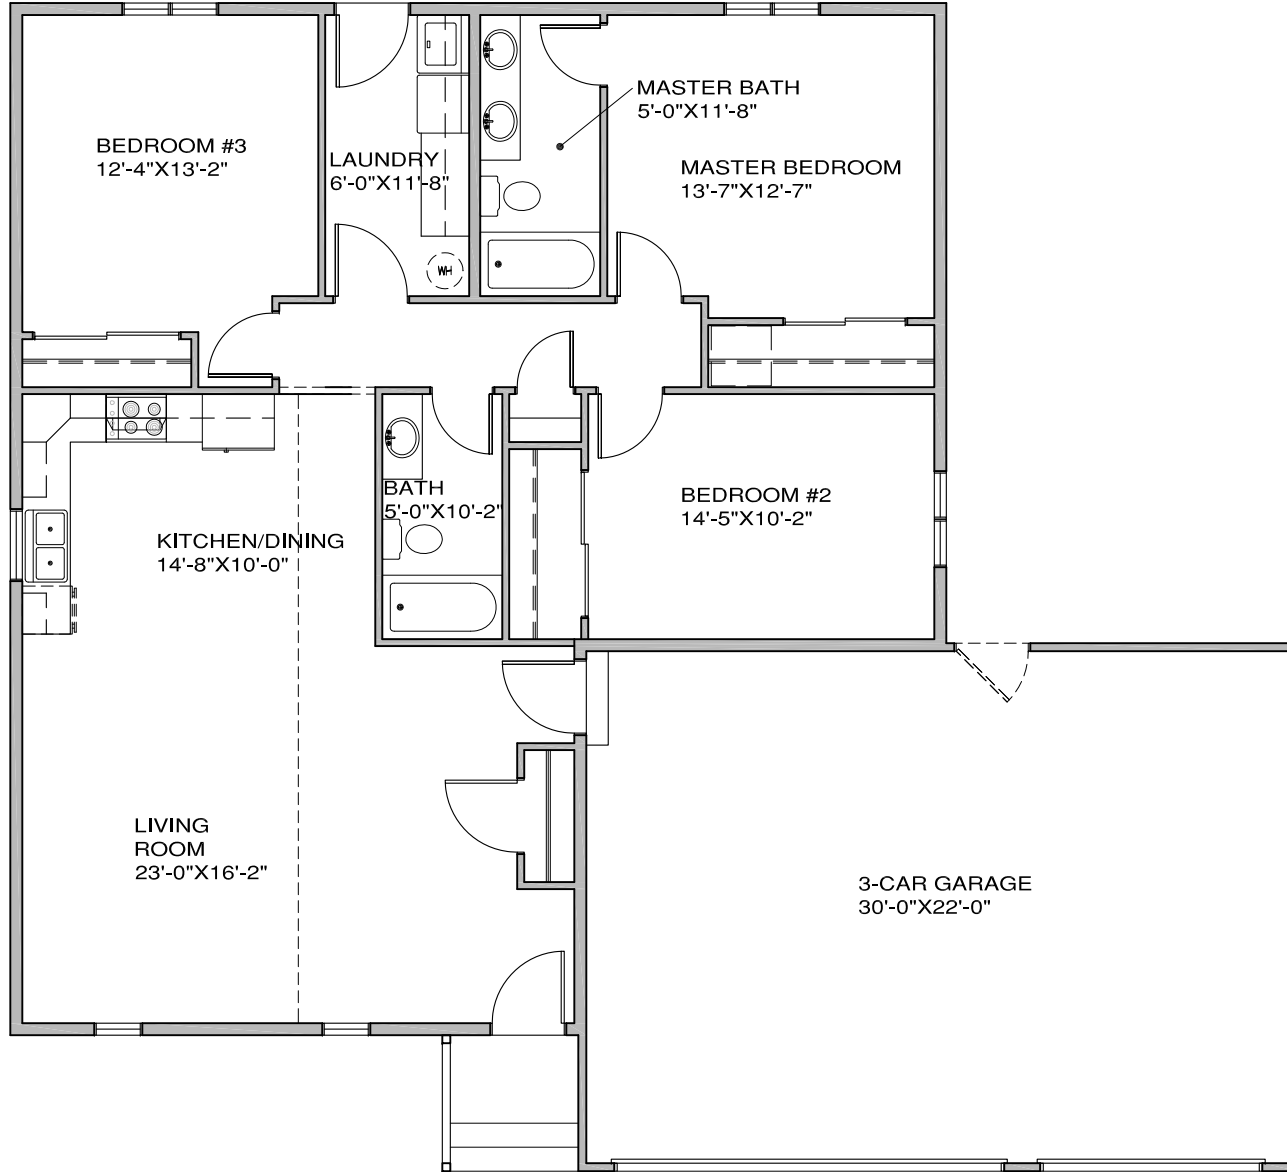 MASTER BATH
5'-0"X11'-8"
BEDROOM #3
12'-4"X13'-2"
LAUNDRY
6'-0"X11'-8"
MASTER BEDROOM
13'-7"X12'-7"
WH
BATH
5'-0"X10'-2"
BEDROOM #2
14'-5"X10'-2"
KITCHEN/DINING
14'-8"X10'-0"
LIVING
ROOM
23'-0"X16'-2"
3-CAR GARAGE
30'-0"X22'-0"